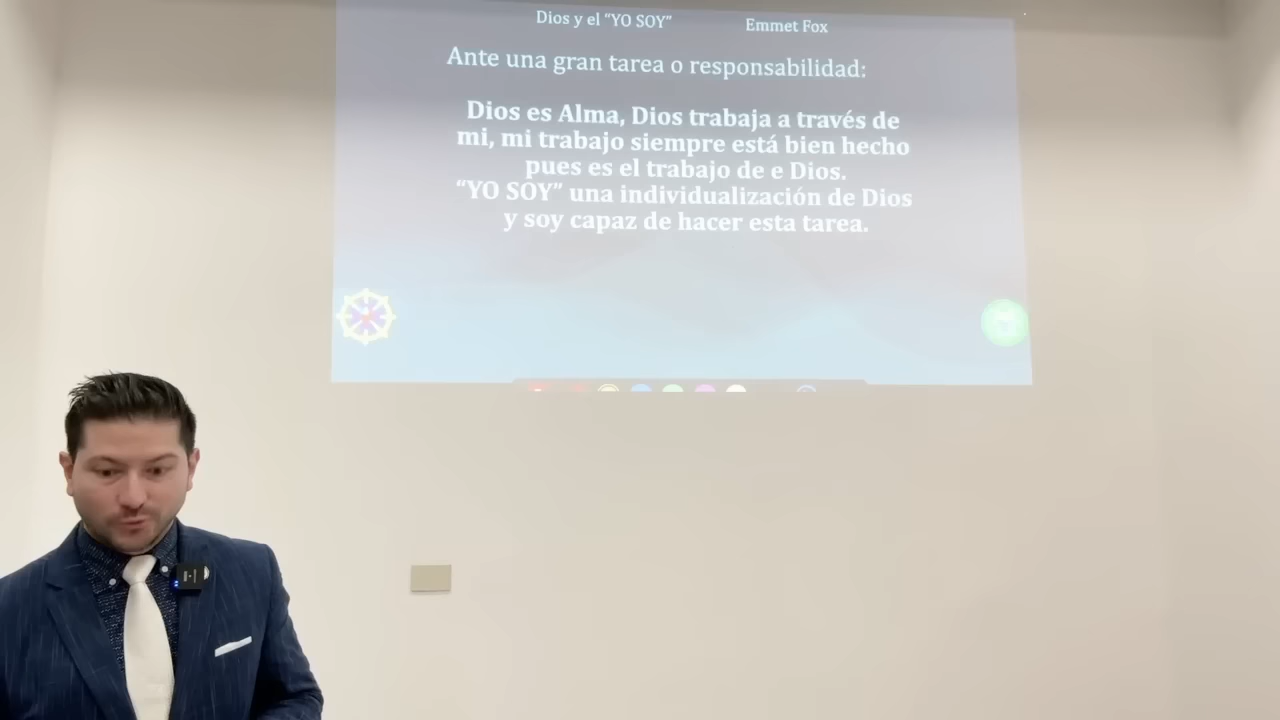 Dios y el “YO SOY” Emmet Fox
Ante una gran tarea o responsabilidad:
Dios es Alma, Dios trabaja a través de
mi, mi trabajo siempre está bien hecho
pues es el trabajo de e Dios.
“YO SOY” una individualización de Dios
y soy capaz de hacer esta tarea.